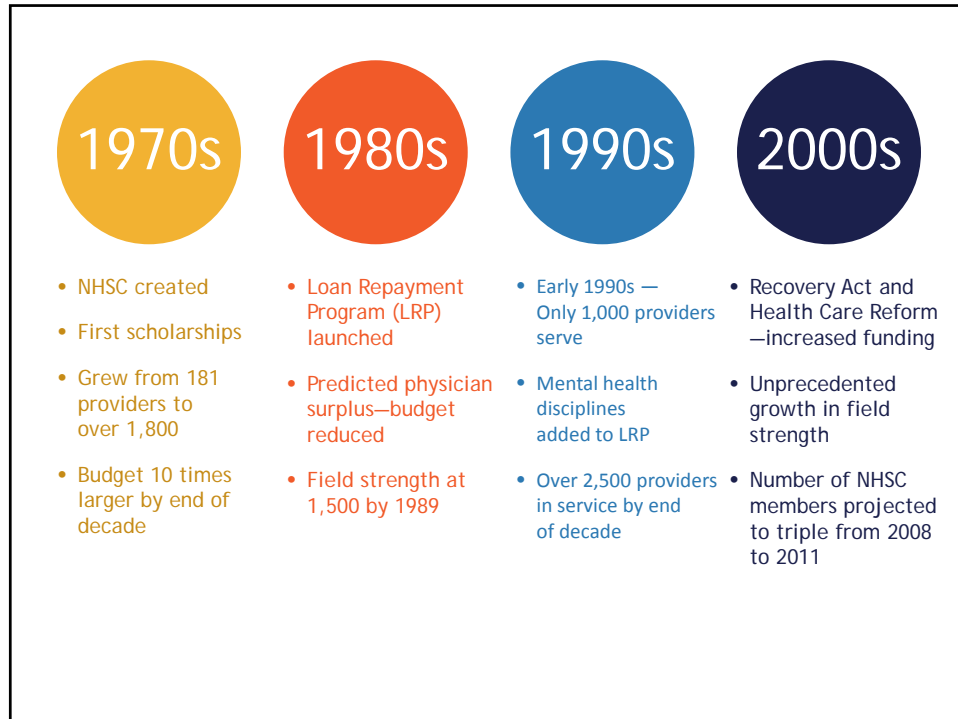 1970s
• NHSC created
• First scholarships
• Grew from 181
providers to
over 1,800
• Budget 10 times
larger by end of
decade
1980s
• Loan Repayment
Program (LRP)
launched
• Predicted physician
surplus—budget
reduced
• Field strength at
1,500 by 1989
1990s
• Early 1990s —
Only 1,000 providers
serve
• Mental health
disciplines
added to LRP
• Over 2,500 providers
in service by end
of decade
2000s
• Recovery Act and
Health Care Reform
—increased funding
• Unprecedented
growth in field
strength
• Number of NHSC
members projected
to triple from 2008
to 2011